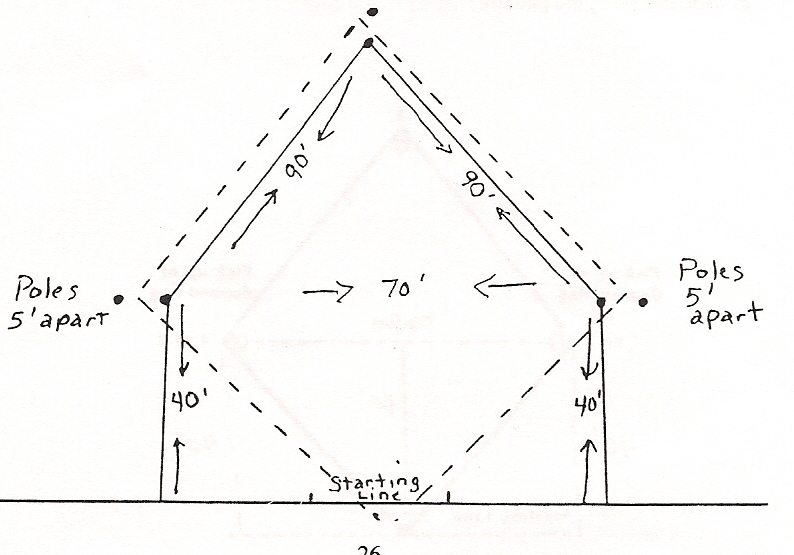 90'
90'
70'
Poles
5' apart
Poles
5'
apart
40'
40'
Starting
Line
26